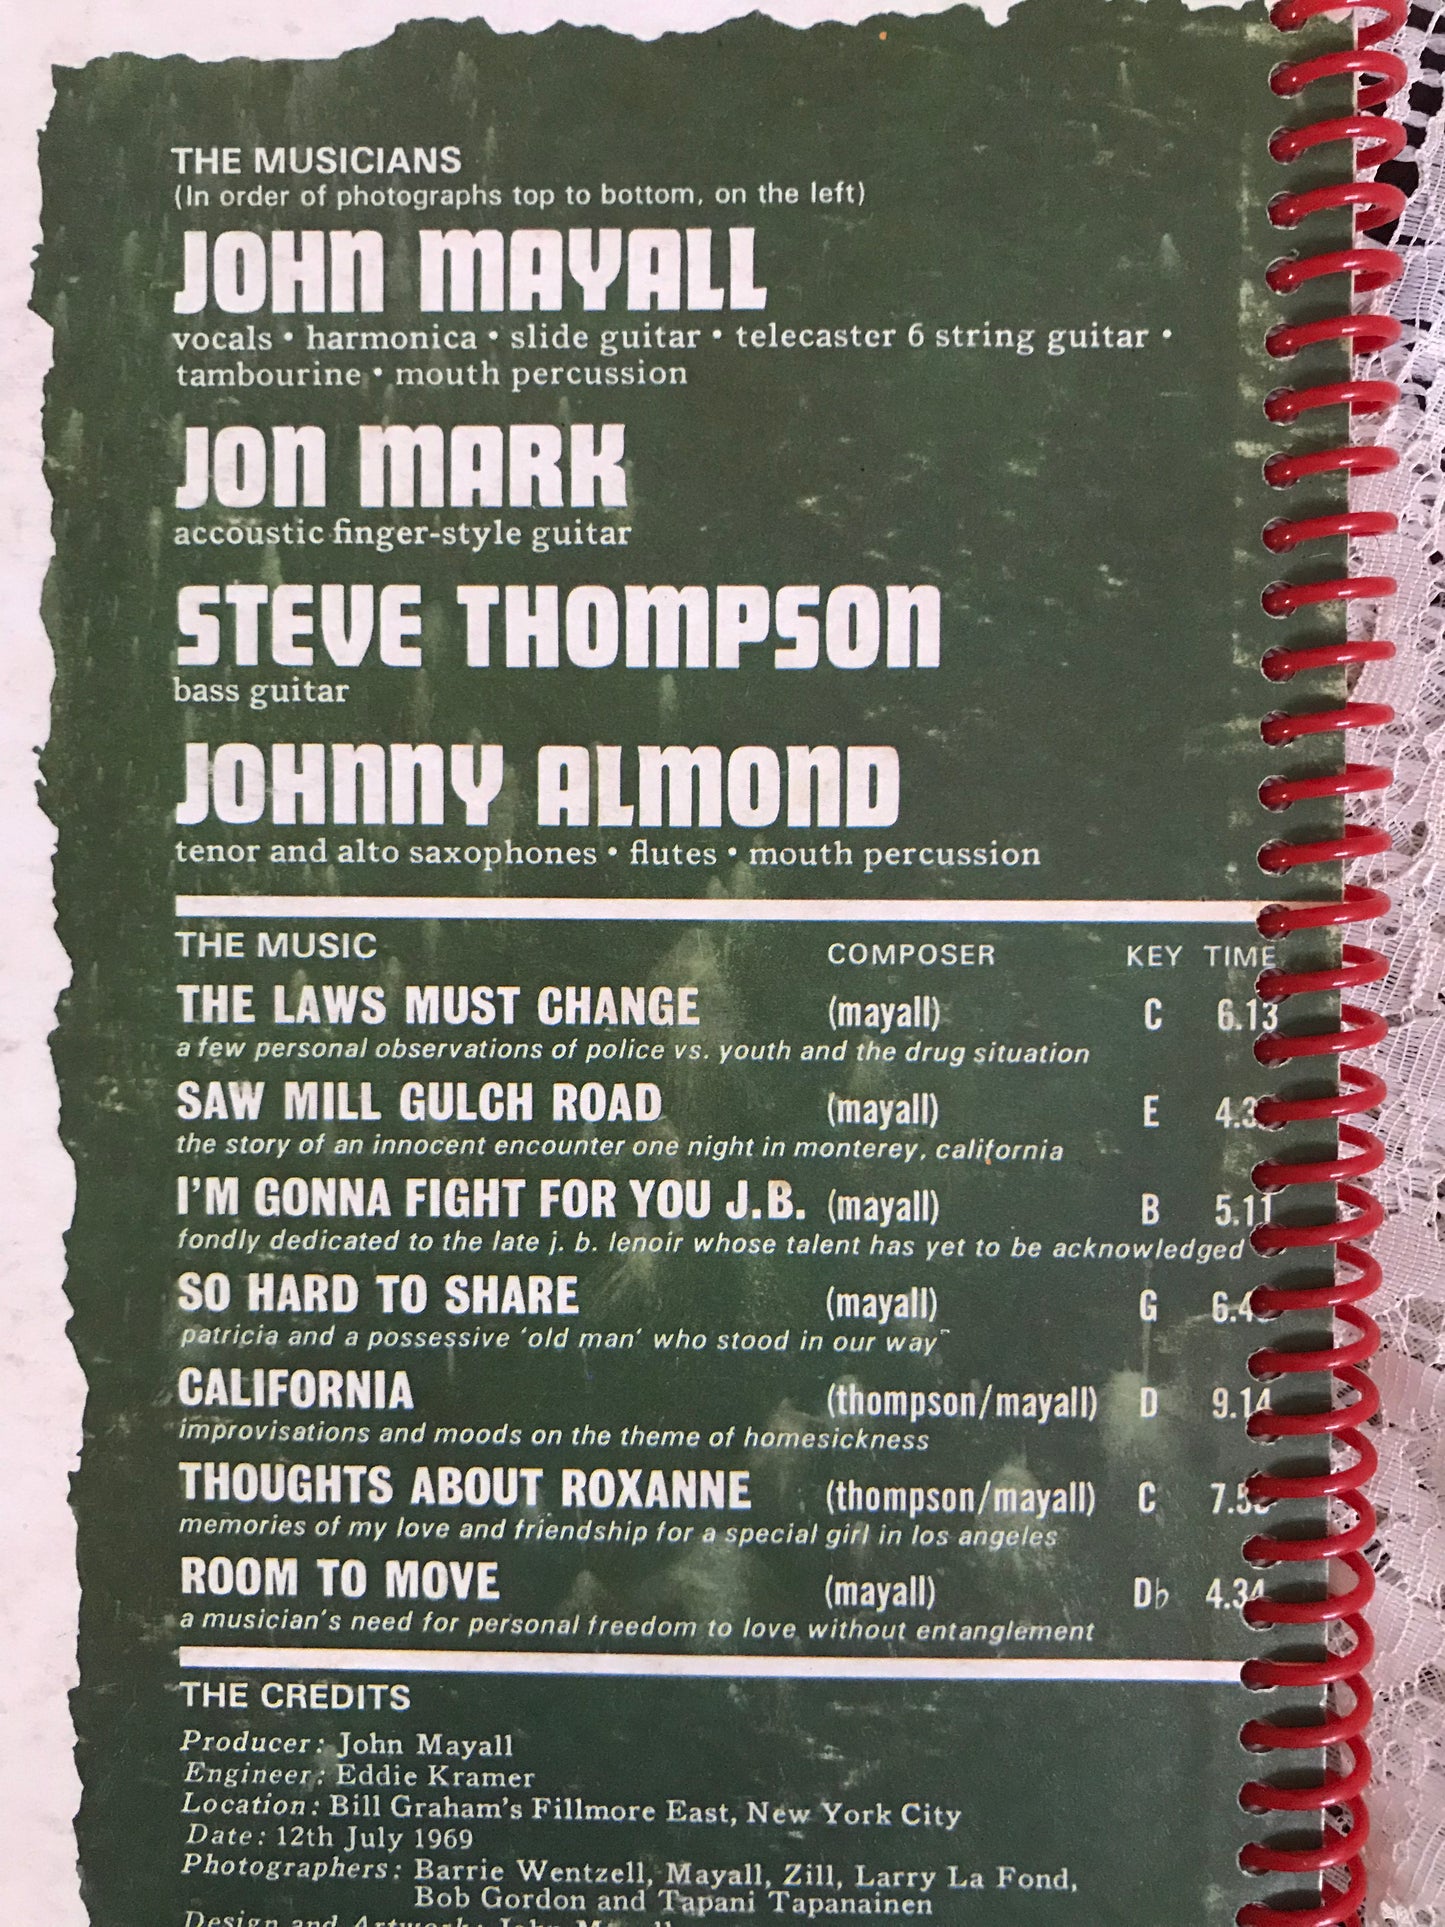 THE MUSICIANS
(In order of photographs top to bottom, on the left)
JOHN MAYALL
vocals • harmonica • slide guitar • telecaster 6 string guitar •
tambourine • mouth percussion
JON MARK
accoustic finger-style guitar
STEVE THOMPSON
bass guitar
JOHNNY ALMOND
tenor and alto saxophones • flutes • mouth percussion
THE MUSIC COMPOSER KEY TIME
THE LAWS MUST CHANGE (mayall) C 6.13
a few personal observations of police vs. youth and the drug situation
SAW MILL GULCH ROAD (mayall) E
the story of an innocent encounter one night in monterey, california
I'M GONNA FIGHT FOR YOU J.B. (mayall) B 5.11
fondly dedicated to the late j. b. lenoir whose talent has yet to be acknowledged
SO HARD TO SHARE (mayall) G
patricia and a possessive 'old man' who stood in our way
CALIFORNIA (thompson/mayall) D 9.14
improvisations and moods on the theme of homesickness
THOUGHTS ABOUT ROXANNE (thompson/mayall) C
memories of my love and friendship for a special girl in los angeles
ROOM TO MOVE (mayall) D♭ 4.34
a musician's need for personal freedom to love without entanglement
THE CREDITS
Producer: John Mayall
Engineer: Eddie Kramer
Location: Bill Graham's Fillmore East, New York City
Date: 12th July 1969
Photographers: Barrie Wentzell, Mayall, Zill, Larry La Fond,
Bob Gordon and Tapani Tapanainen
Design and Artwork: John Mayall